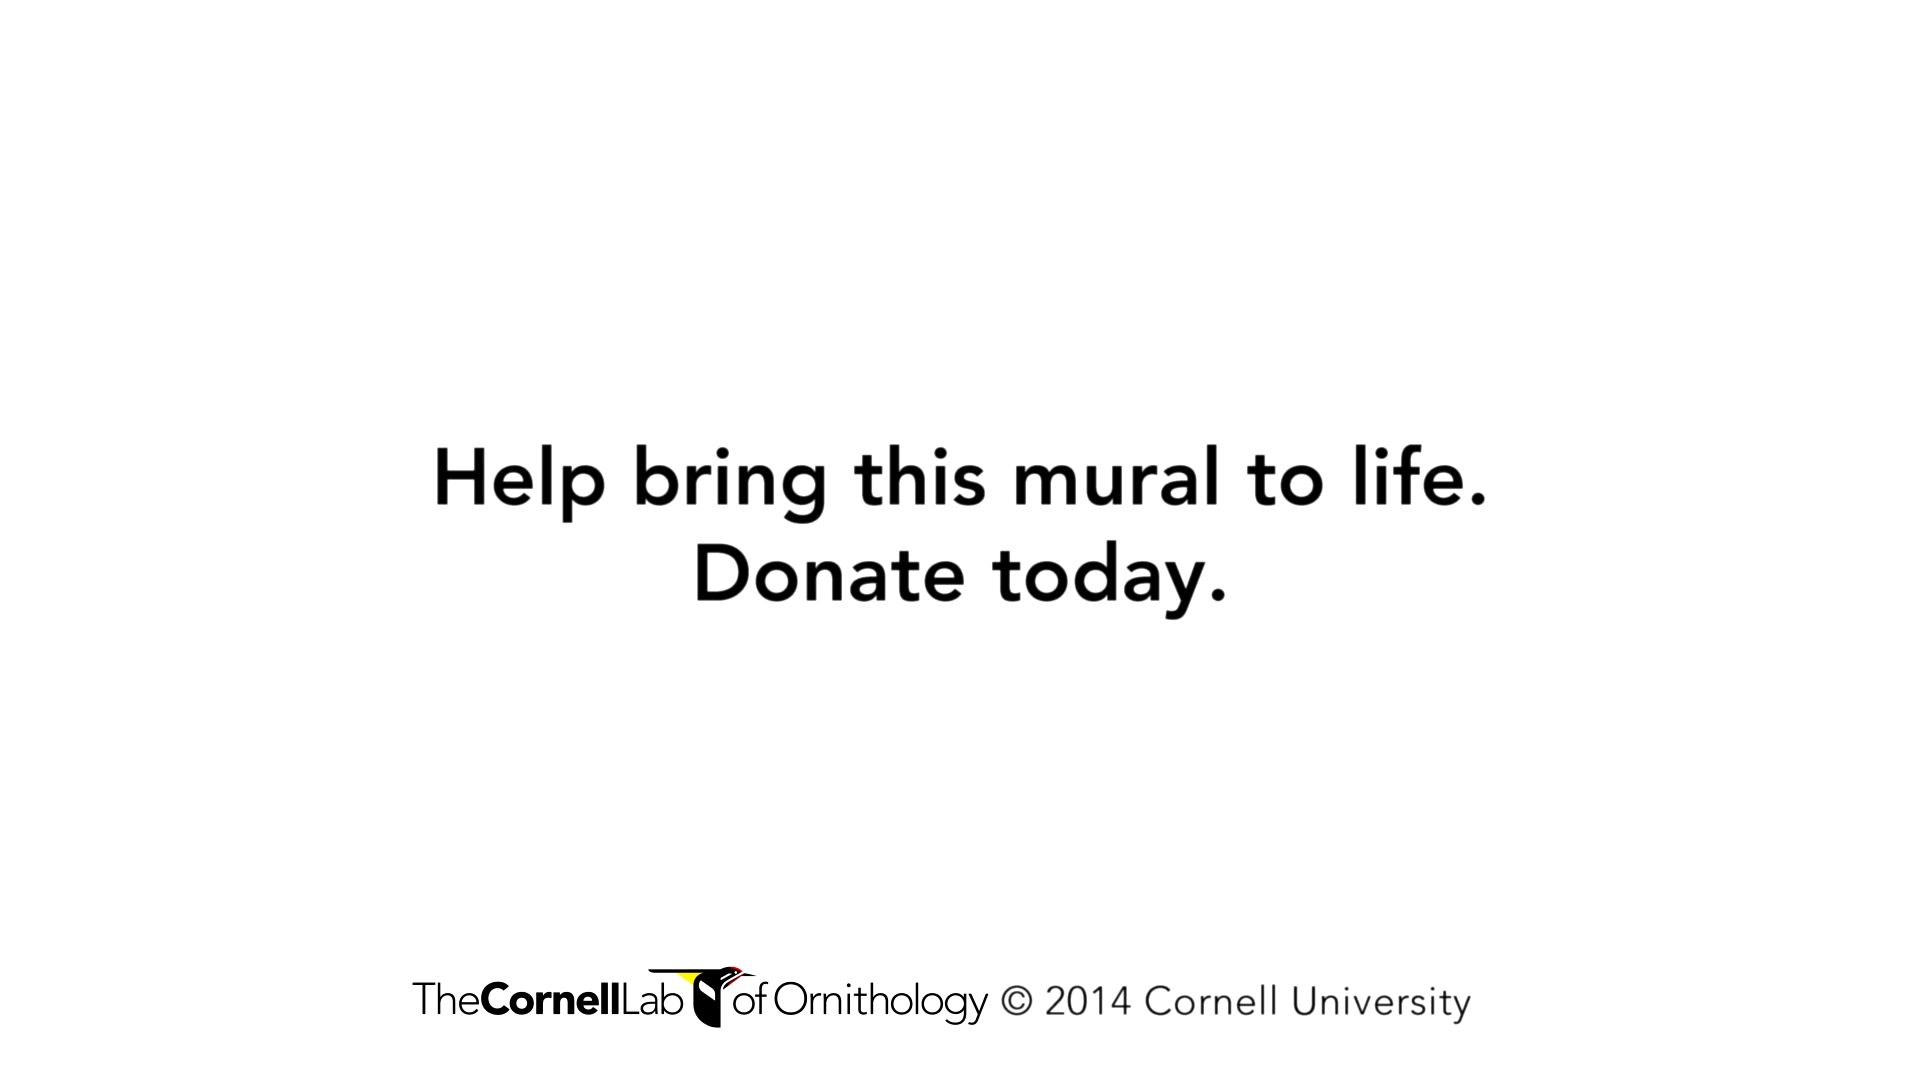 Help bring this mural to life.
Donate today.
TheCornellLab of Ornithology © 2014 Cornell University